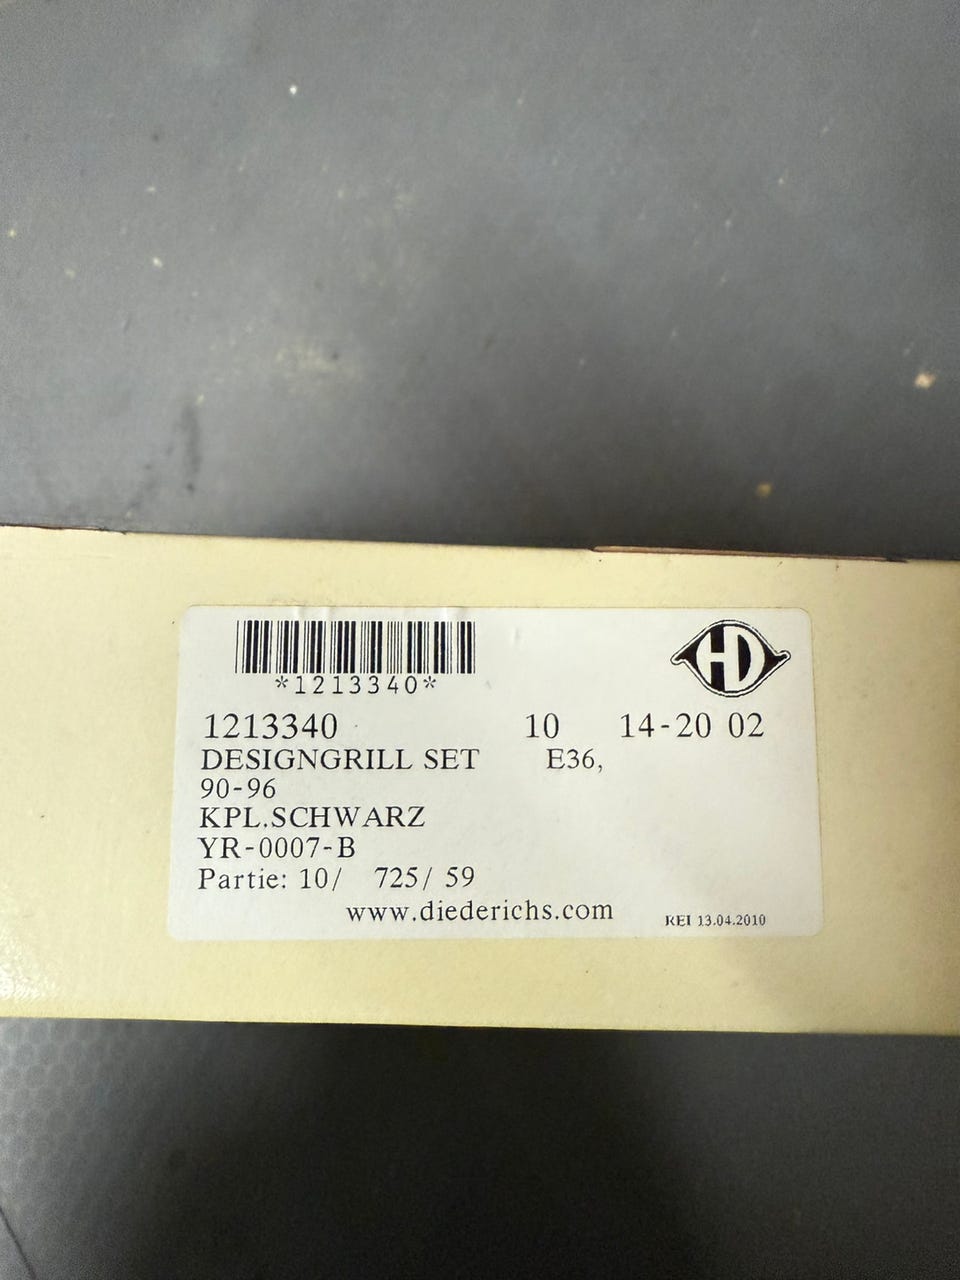 *1213340*
HD
1213340 10 14-20 02
DESIGNGRILL SET E36,
90-96
KPL.SCHWARZ
YR-0007-B
Partie: 10/ 725/ 59
www.diederichs.com
REI 13.04.2010